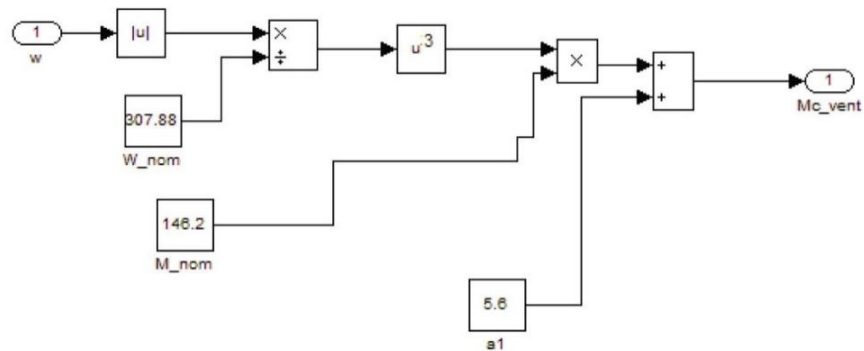 1
w
|u|
×
÷
307.88
W_nom
u^-3
×
146.2
M_nom
+
+
5.6
a1
1
Mc_vent